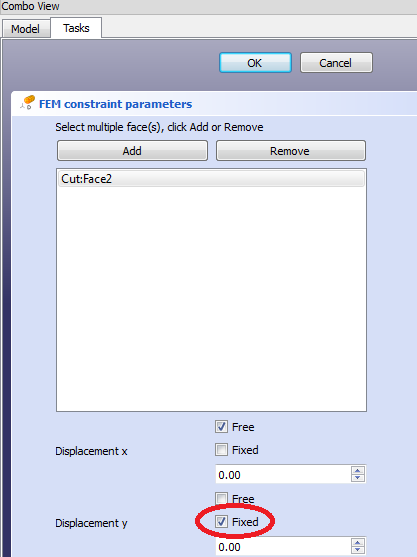 Combo View
Model Tasks
OK Cancel
FEM constraint parameters
Select multiple face(s), click Add or Remove
Add Remove
Cut:Face2
Free
Displacement x Fixed
0.00
Free
Displacement y Fixed
0.00